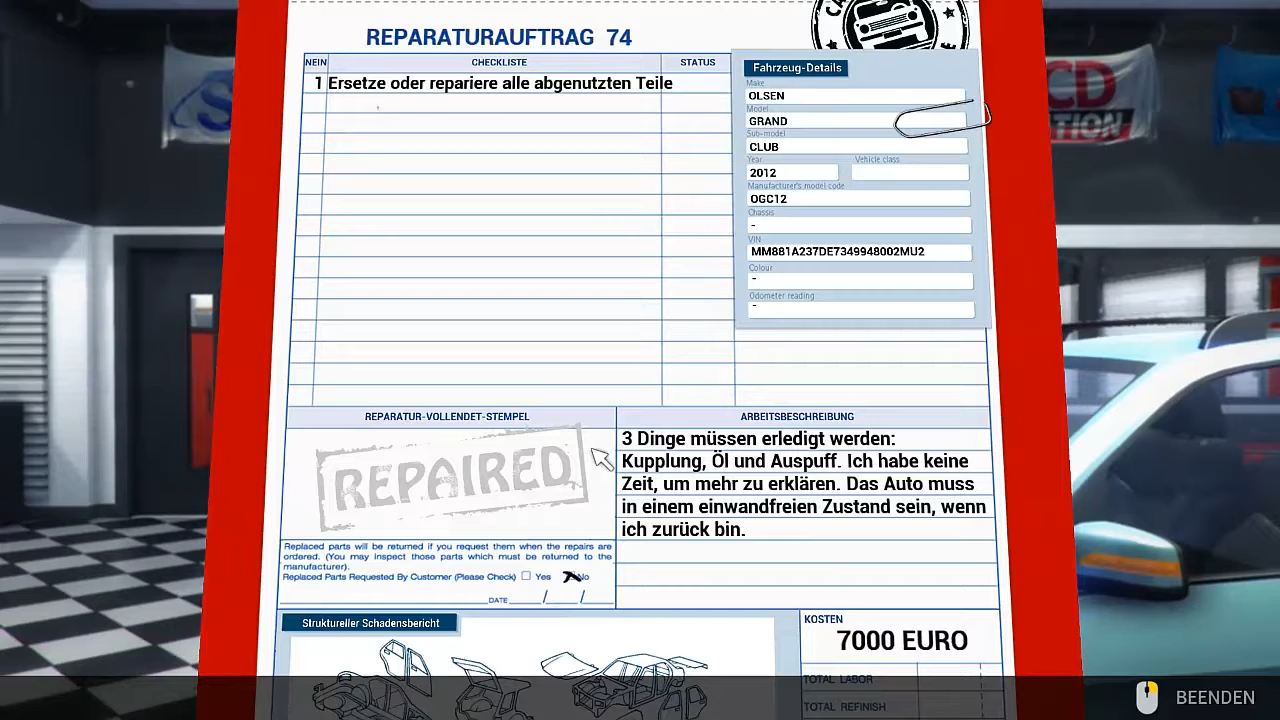 REPARATURAUFTRAG 74
NEIN CHECKLISTE STATUS
1 Ersetze oder repariere alle abgenutzten Teile
Fahrzeug-Details
Make
OLSEN
Model
GRAND
Sub-model
CLUB
Year Vehicle class
2012
Manufacturer's model code
OGC12
Chassis
-
VIN
MM881A237DE7349948002MU2
Colour
-
Odometer reading
-
REPARATUR-VOLLENDET-STEMPEL
REPAIRED
ARBEITSBESCHREIBUNG
3 Dinge müssen erledigt werden:
Kupplung, Öl und Auspuff. Ich habe keine
Zeit, um mehr zu erklären. Das Auto muss
in einem einwandfreien Zustand sein, wenn
ich zurück bin.
Replaced parts will be returned if you request them when the repairs are
ordered. (You may inspect those parts which must be returned to the
manufacturer).
Replaced Parts Requested By Customer (Please Check) Yes No
DATE / /
Struktureller Schadensbericht
KOSTEN
7000 EURO
TOTAL LABOR
TOTAL REFINISH
BEENDEN